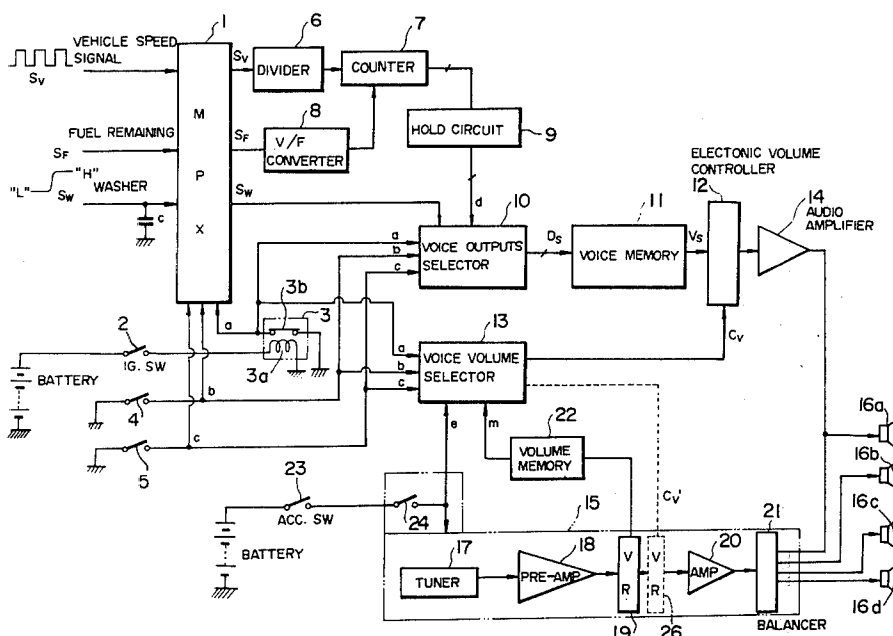 1
6
7
VEHICLE SPEED
SIGNAL
SV
SV
DIVIDER
COUNTER
8
FUEL REMAINING
SF
M
P
X
SF
V/F
CONVERTER
HOLD CIRCUIT
9
"L" "H" WASHER
SW
SW
c
d
ELECTONIC VOLUME
CONTROLLER
12
14
AUDIO
AMPLIFIER
10
11
a
b
c
VOICE OUTPUTS
SELECTOR
DS
VOICE MEMORY
VS
3b
3
a
2
IG. SW
3a
BATTERY
13
a
b
c
VOICE VOLUME
SELECTOR
CV
b
4
c
5
e
m
22
VOLUME
MEMORY
16a
16b
16c
16d
23
ACC. SW
24
BATTERY
CV'
15
21
17
TUNER
18
PRE-AMP
V
R
V
R
20
AMP
19
26
BALANCER